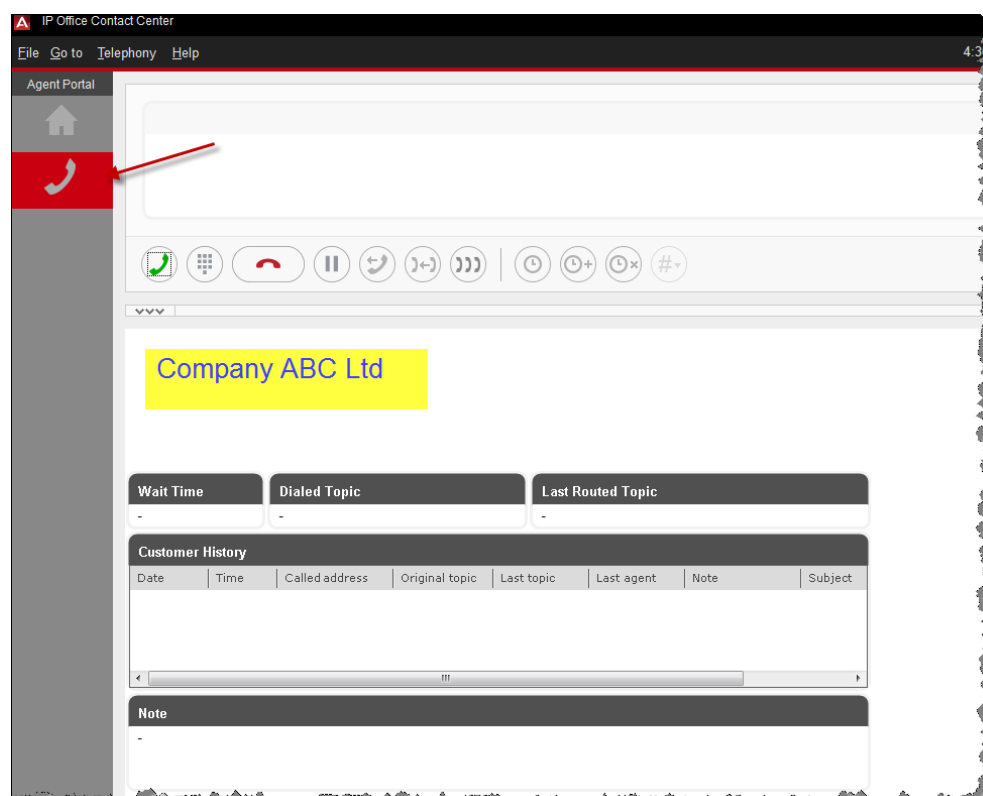 IP Office Contact Center
File Go to Telephony Help
Agent Portal
Company ABC Ltd
Wait Time Dialed Topic Last Routed Topic
- - -
Customer History
Date Time Called address Original topic Last topic Last agent Note Subject
Note
-